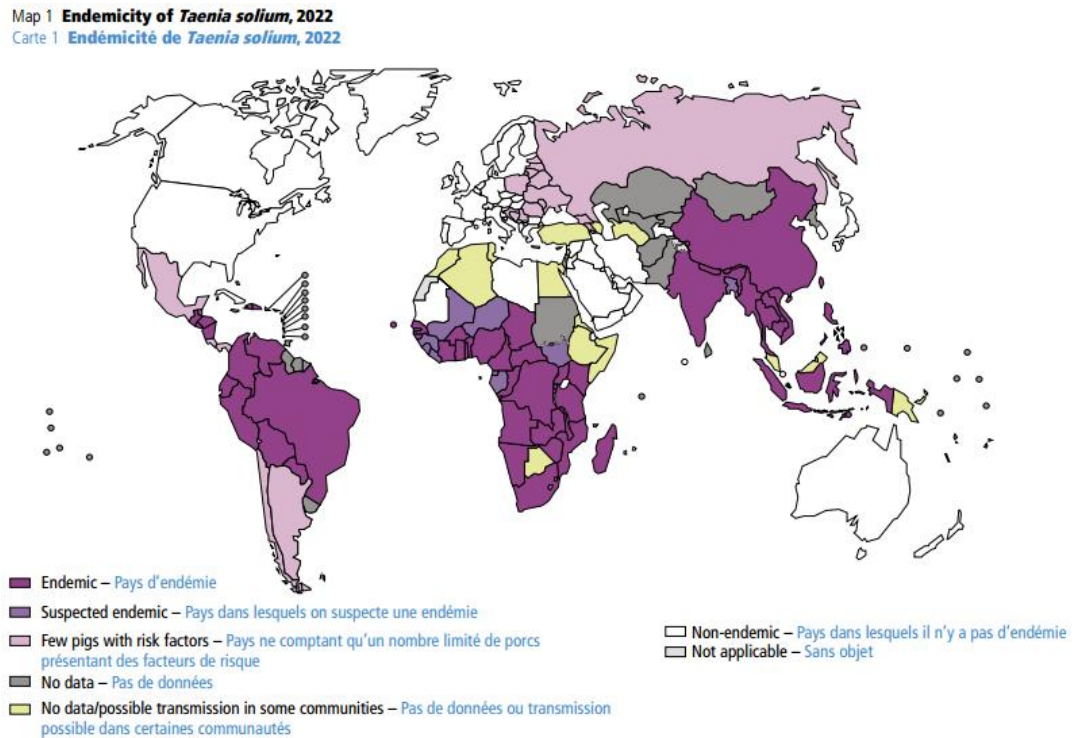 Map 1 Endemicity of Taenia solium, 2022
Carte 1 Endémicité de Taenia solium, 2022
Endemic – Pays d'endémie
Suspected endemic – Pays dans lesquels on suspecte une endémie
Few pigs with risk factors – Pays ne comptant qu'un nombre limité de porcs
présentant des facteurs de risque
No data – Pas de données
No data/possible transmission in some communities – Pas de données ou transmission
possible dans certaines communautés
Non-endemic – Pays dans lesquels il n'y a pas d'endémie
Not applicable – Sans objet